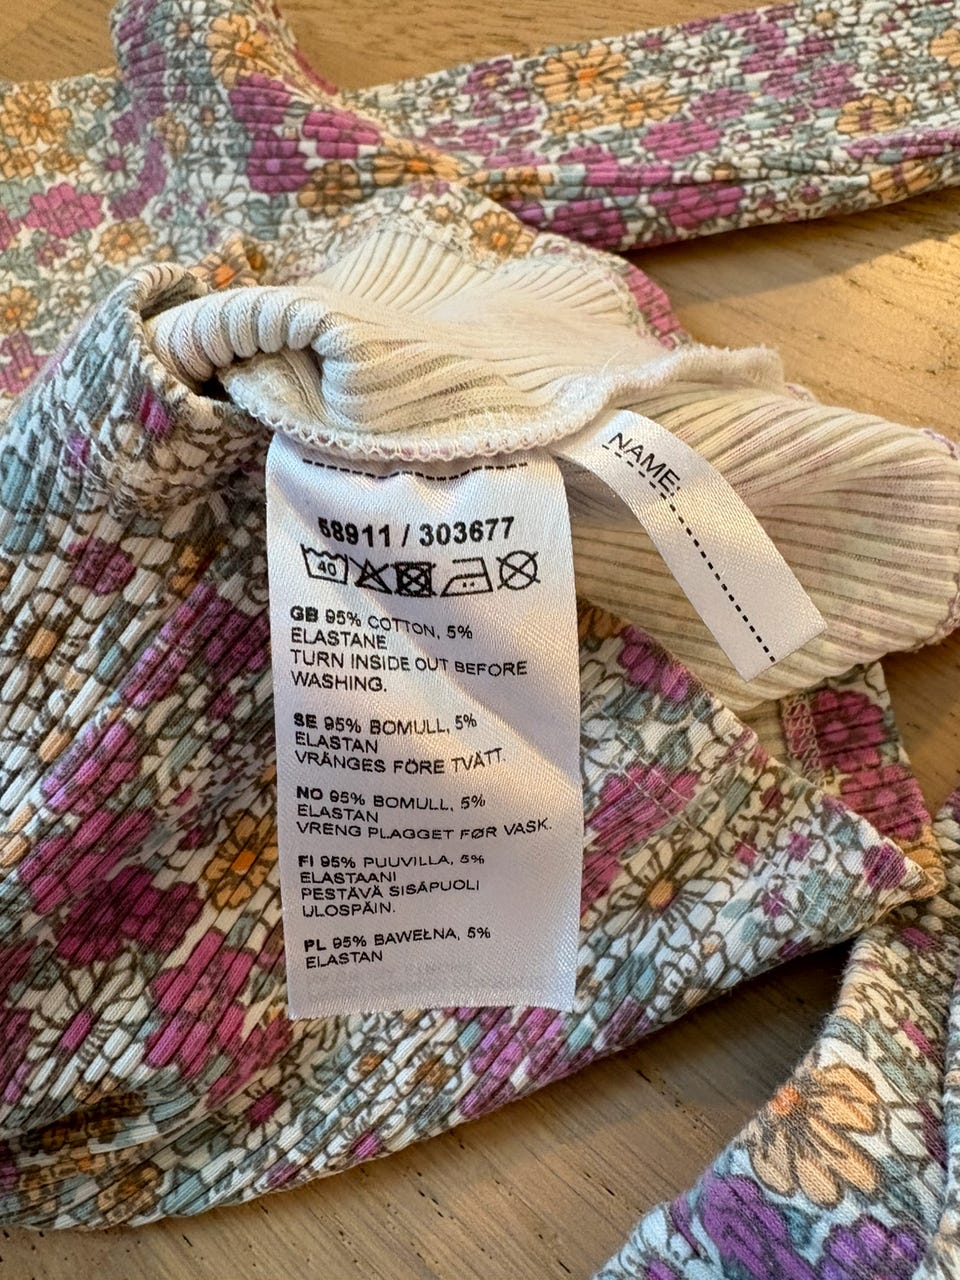 58911 / 303677
40
GB 95% COTTON, 5%
ELASTANE
TURN INSIDE OUT BEFORE
WASHING.
SE 95% BOMULL, 5%
ELASTAN
VRÄNGES FÖRE TVÄTT.
NO 95% BOMULL, 5%
ELASTAN
VRENG PLAGGET FØR VASK.
FI 95% PUUVILLA, 5%
ELASTAANI
PESTÄVÄ SISÄPUOLI
ULOSPÄIN.
PL 95% BAWEŁNA, 5%
ELASTAN
NAME: